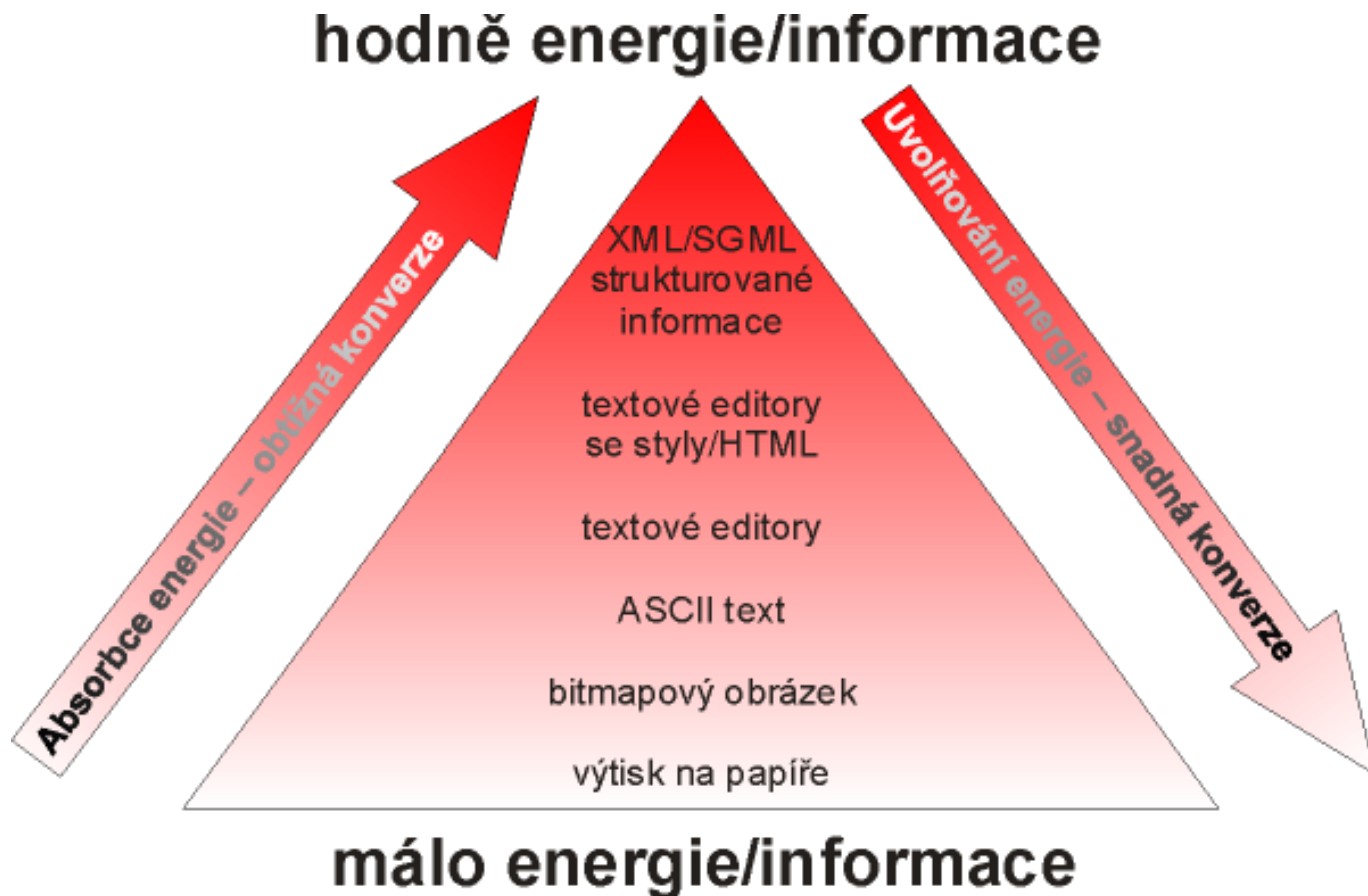 hodně energie/informace
Absorbce energie – obtížná konverze
Uvolňování energie – snadná konverze
XML/SGML
strukturované
informace
textové editory
se styly/HTML
textové editory
ASCII text
bitmapový obrázek
výtisk na papíře
málo energie/informace